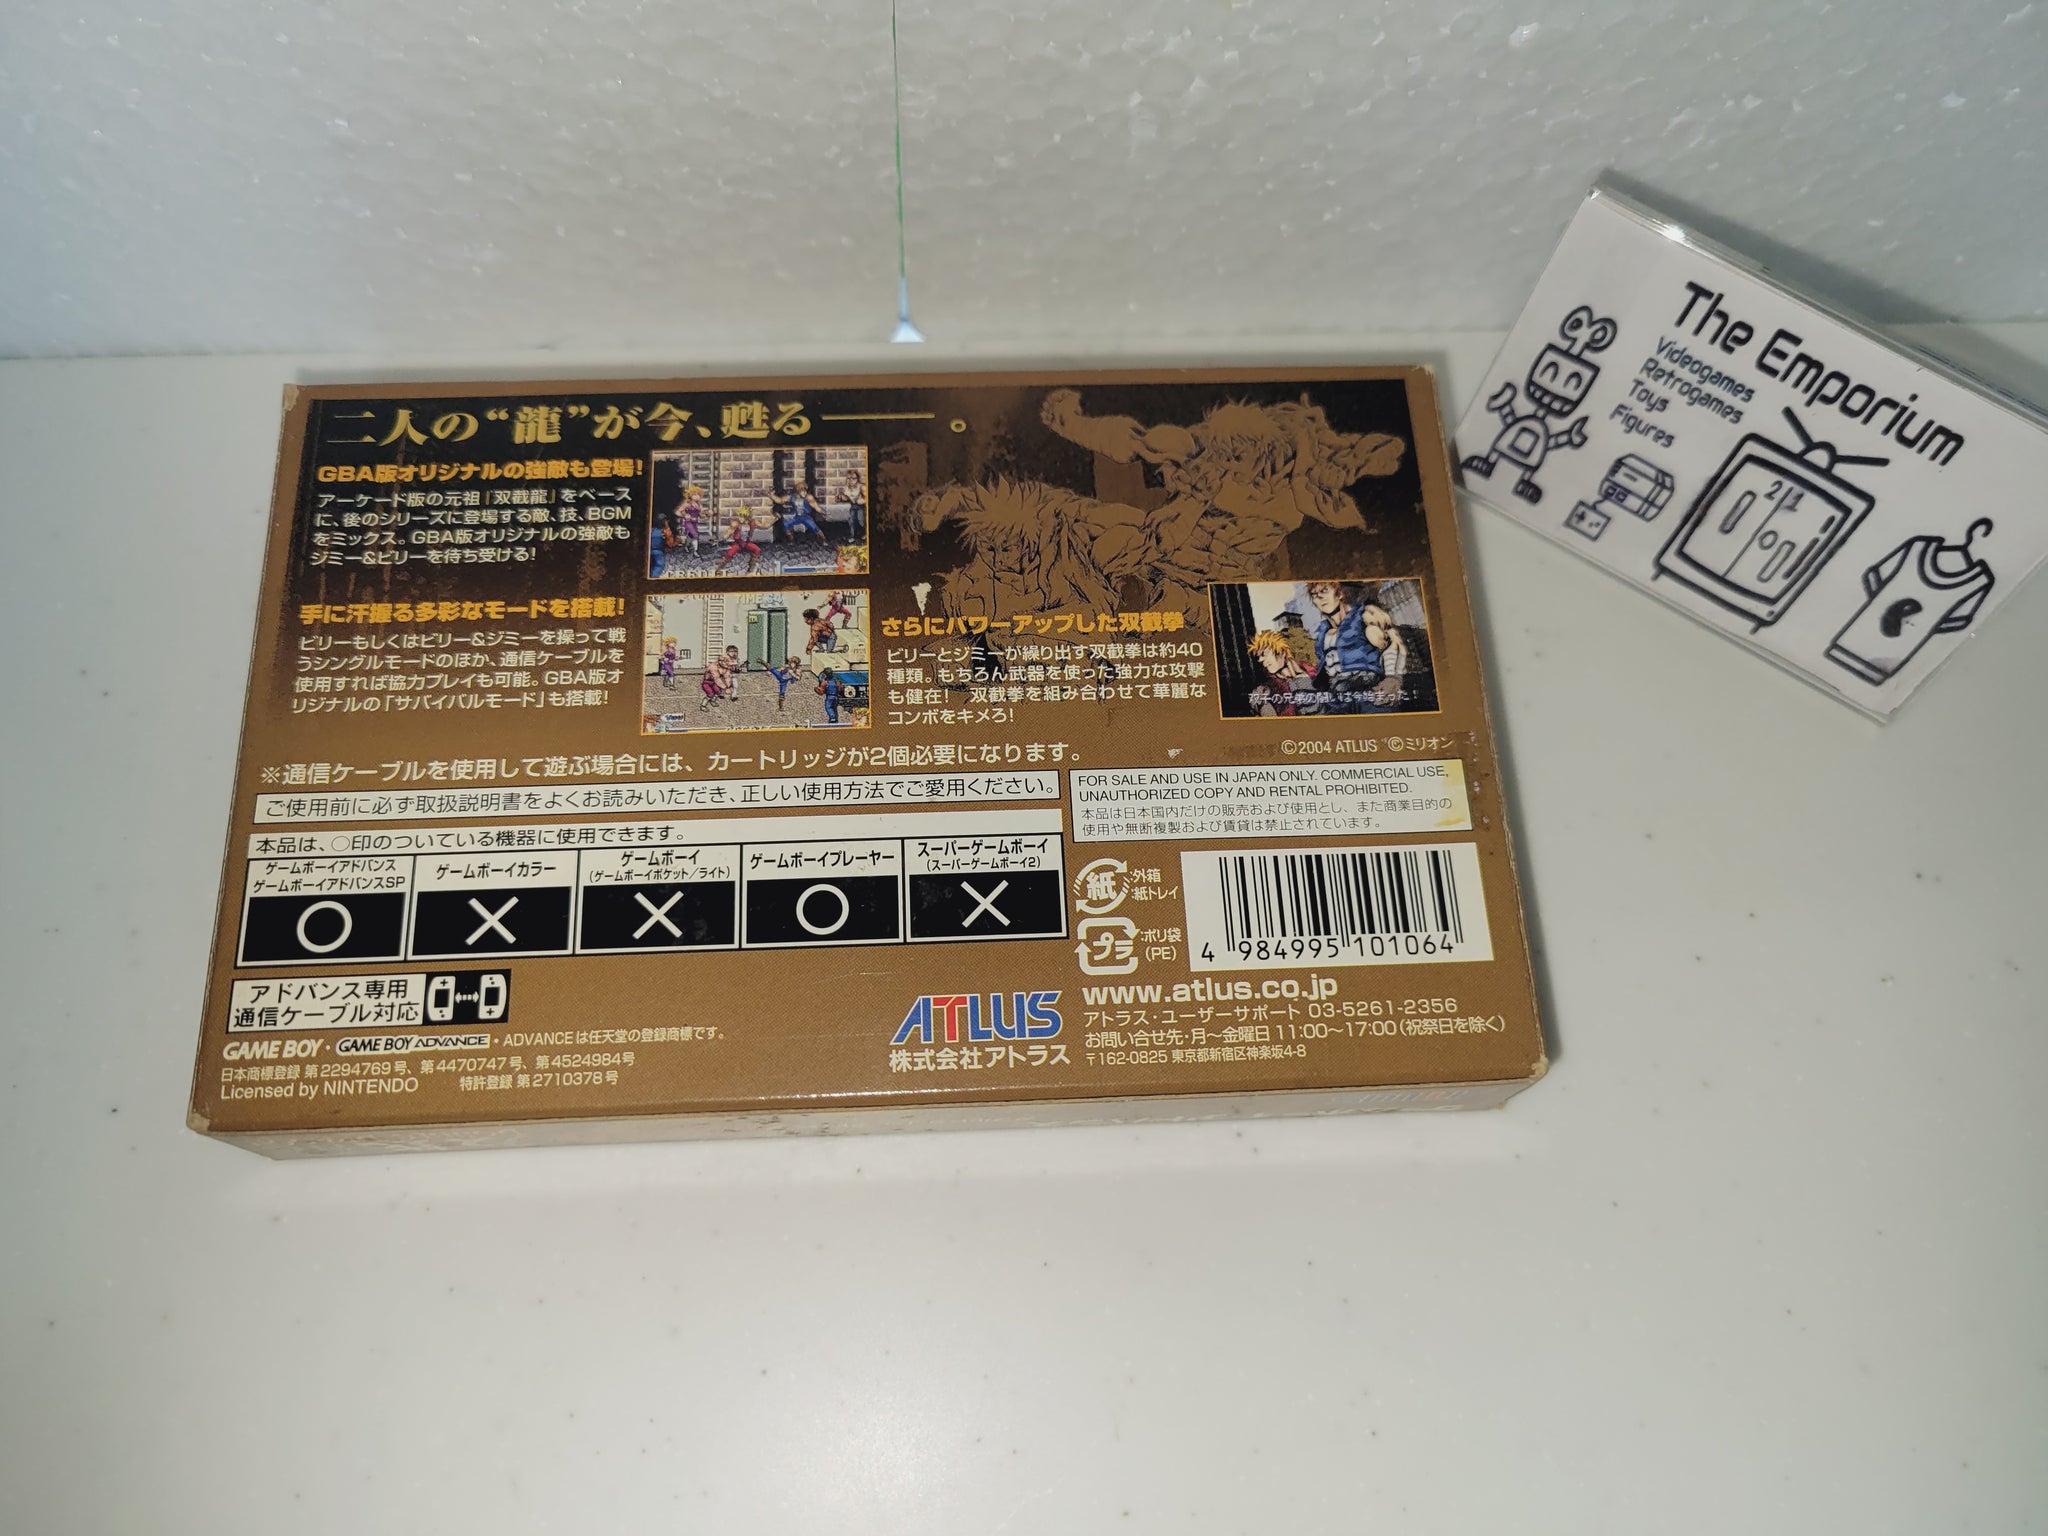 二人の“龍”が今、甦る――。
GBA版オリジナルの強敵も登場！
アーケード版の元祖『双截龍』をベース
に、後のシリーズに登場する敵、技、BGM
をミックス。GBA版オリジナルの強敵も
ジミー&ビリーを待ち受ける！
手に汗握る多彩なモードを搭載！
ビリーもしくはビリー&ジミーを操って戦
うシングルモードのほか、通信ケーブルを
使用すれば協力プレイも可能。GBA版オ
リジナルの「サバイバルモード」も搭載！
TIME
さらにパワーアップした双截拳
ビリーとジミーが繰り出す双截拳は約40
種類。もちろん武器を使った強力な攻撃
も健在！ 双截拳を組み合わせて華麗な
コンボをキメろ！
双子の兄弟の闘いは今始まった！
©2004 ATLUS ©ミリオン
※通信ケーブルを使用して遊ぶ場合には、カートリッジが2個必要になります。
ご使用前に必ず取扱説明書をよくお読みいただき、正しい使用方法でご愛用ください。
FOR SALE AND USE IN JAPAN ONLY. COMMERCIAL USE,
UNAUTHORIZED COPY AND RENTAL PROHIBITED.
本品は日本国内だけの販売および使用とし、また商業目的の
使用や無断複製および賃貸は禁止されています。
本品は、○印のついている機器に使用できます。
ゲームボーイアドバンス
ゲームボーイアドバンスSP
○
ゲームボーイカラー
×
ゲームボーイ
(ゲームボーイポケット/ライト)
×
ゲームボーイプレーヤー
○
スーパーゲームボーイ
(スーパーゲームボーイ2)
×
紙
:外箱
:紙トレイ
プラ
:ポリ袋
(PE)
4 984995 101064
アドバンス専用
通信ケーブル対応
GAME BOY・GAME BOY ADVANCE・ADVANCEは任天堂の登録商標です。
日本商標登録 第2294769号、第4470747号、第4524984号
Licensed by NINTENDO 特許登録 第2710378号
ATLUS
株式会社アトラス
www.atlus.co.jp
アトラス・ユーザーサポート 03-5261-2356
お問い合せ先・月～金曜日 11:00～17:00(祝祭日を除く)
〒162-0825 東京都新宿区神楽坂4-8
The Emporium
Videogames
Retrogames
Toys
Figures
2 1